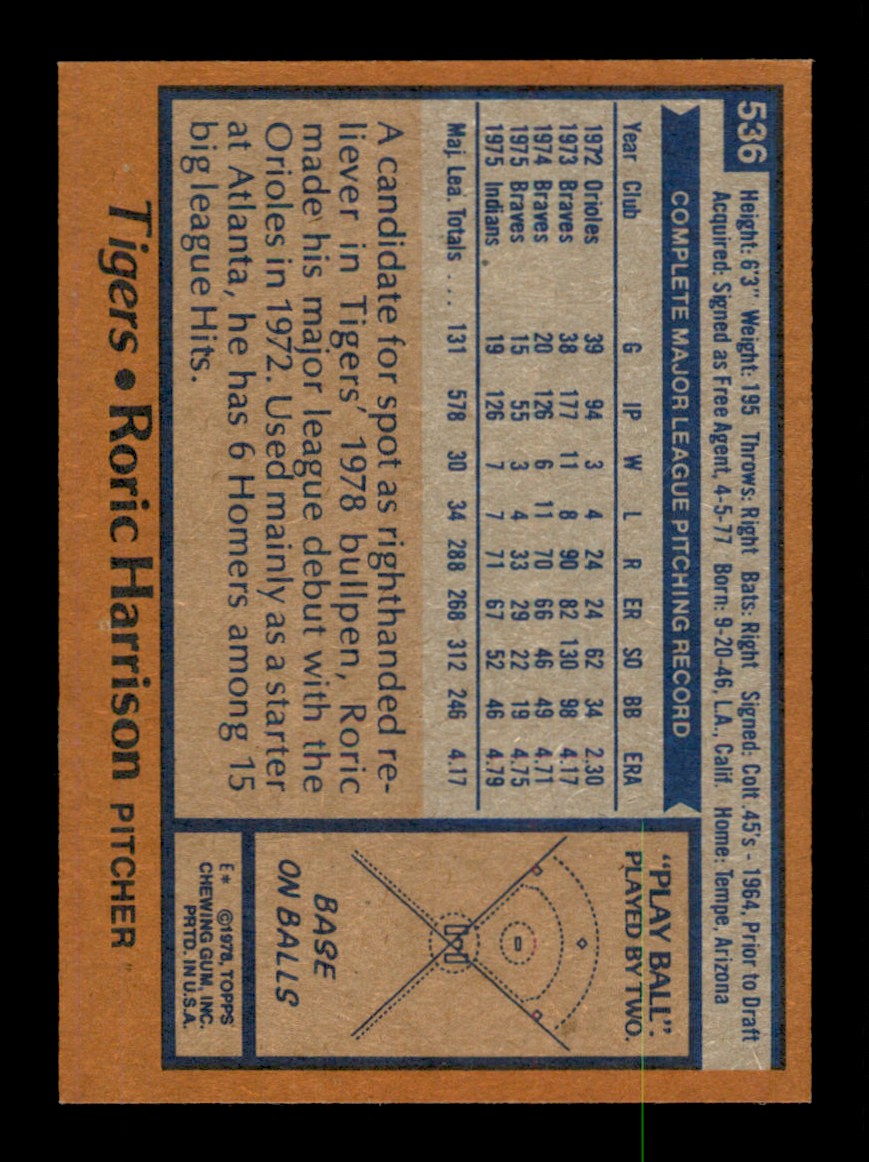 536
Height: 6'3" Weight: 195 Throws: Right Bats: Right Signed: Colt .45's - 1964, Prior to Draft
Acquired: Signed as Free Agent, 4-5-77 Born: 9-20-46, L.A., Calif. Home: Tempe, Arizona
COMPLETE MAJOR LEAGUE PITCHING RECORD
Year Club G IP W L R ER SO BB ERA
1972 Orioles 39 94 3 4 24 24 62 34 2.30
1973 Braves 38 177 11 8 90 82 130 98 4.17
1974 Braves 20 126 6 11 70 66 46 49 4.71
1975 Braves 15 55 3 4 33 29 22 19 4.75
1975 Indians 19 126 7 7 71 67 52 46 4.79
Maj. Lea. Totals ... 131 578 30 34 288 268 312 246 4.17
A candidate for spot as righthanded re-
liever in Tigers' 1978 bullpen, Roric
made his major league debut with the
Orioles in 1972. Used mainly as a starter
at Atlanta, he has 6 Homers among 15
big league Hits.
"PLAY BALL":
PLAYED BY TWO.
BASE
ON BALLS
E* ©1978, TOPPS
CHEWING GUM, INC.
PRTD. IN U.S.A.
Tigers • Roric Harrison PITCHER